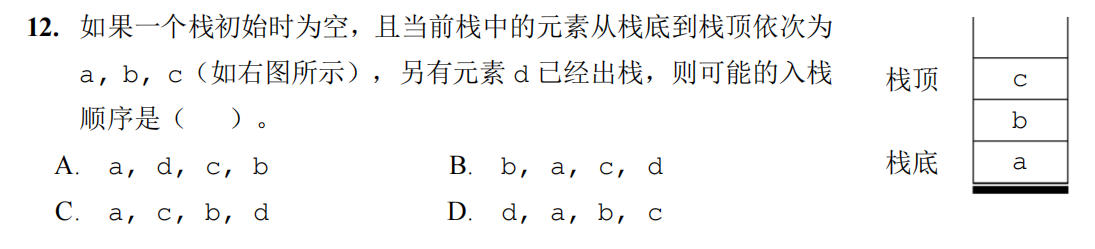 12. 如果一个栈初始时为空，且当前栈中的元素从栈底到栈顶依次为
a, b, c（如右图所示），另有元素 d 已经出栈，则可能的入栈
顺序是（ ）。
A. a, d, c, b B. b, a, c, d
C. a, c, b, d D. d, a, b, c
栈顶 c
b
栈底 a